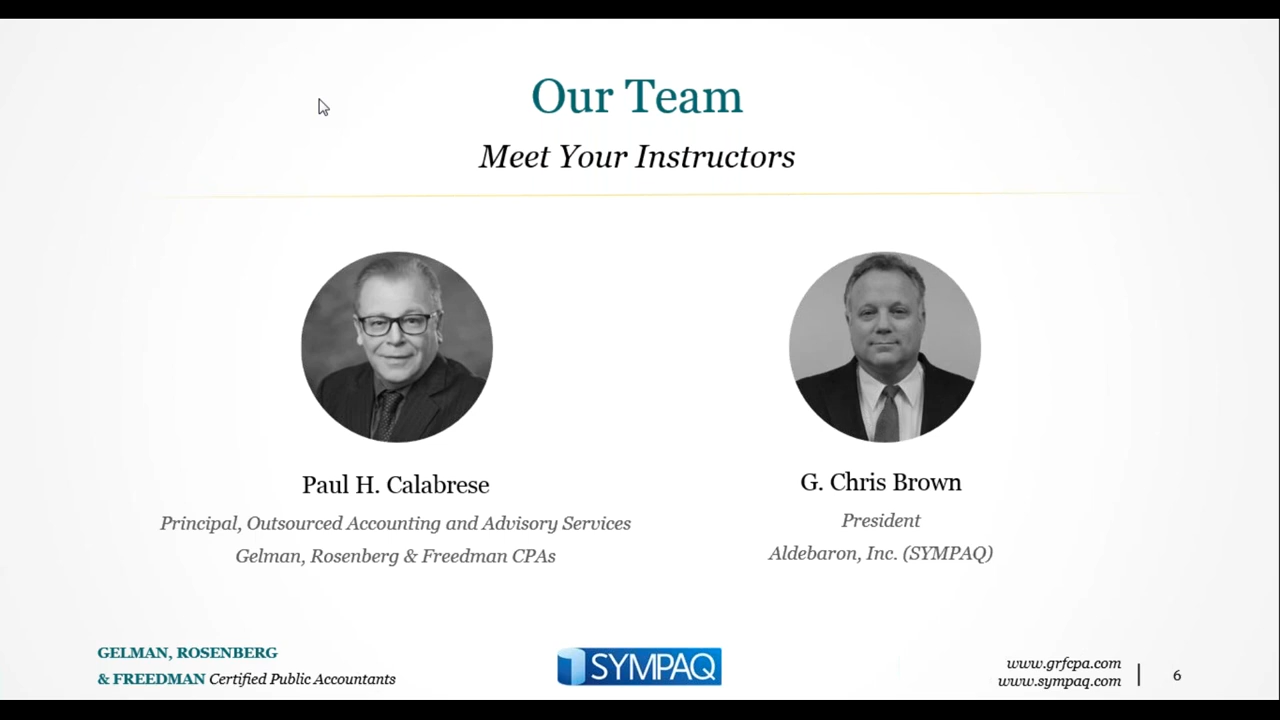 Our Team
Meet Your Instructors
Paul H. Calabrese
Principal, Outsourced Accounting and Advisory Services
Gelman, Rosenberg & Freedman CPAs
G. Chris Brown
President
Aldebaron, Inc. (SYMPAQ)
GELMAN, ROSENBERG
& FREEDMAN Certified Public Accountants
SYMPAQ
www.grfcpa.com
www.sympaq.com
6